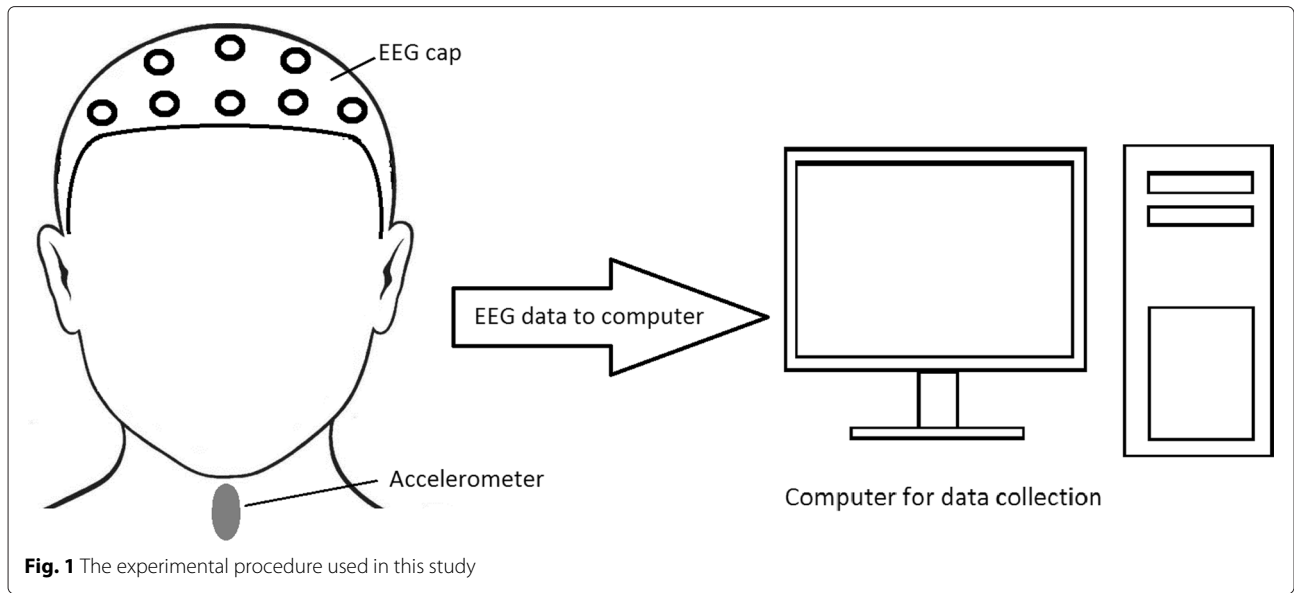 EEG cap
EEG data to computer
Accelerometer
Computer for data collection
Fig. 1 The experimental procedure used in this study